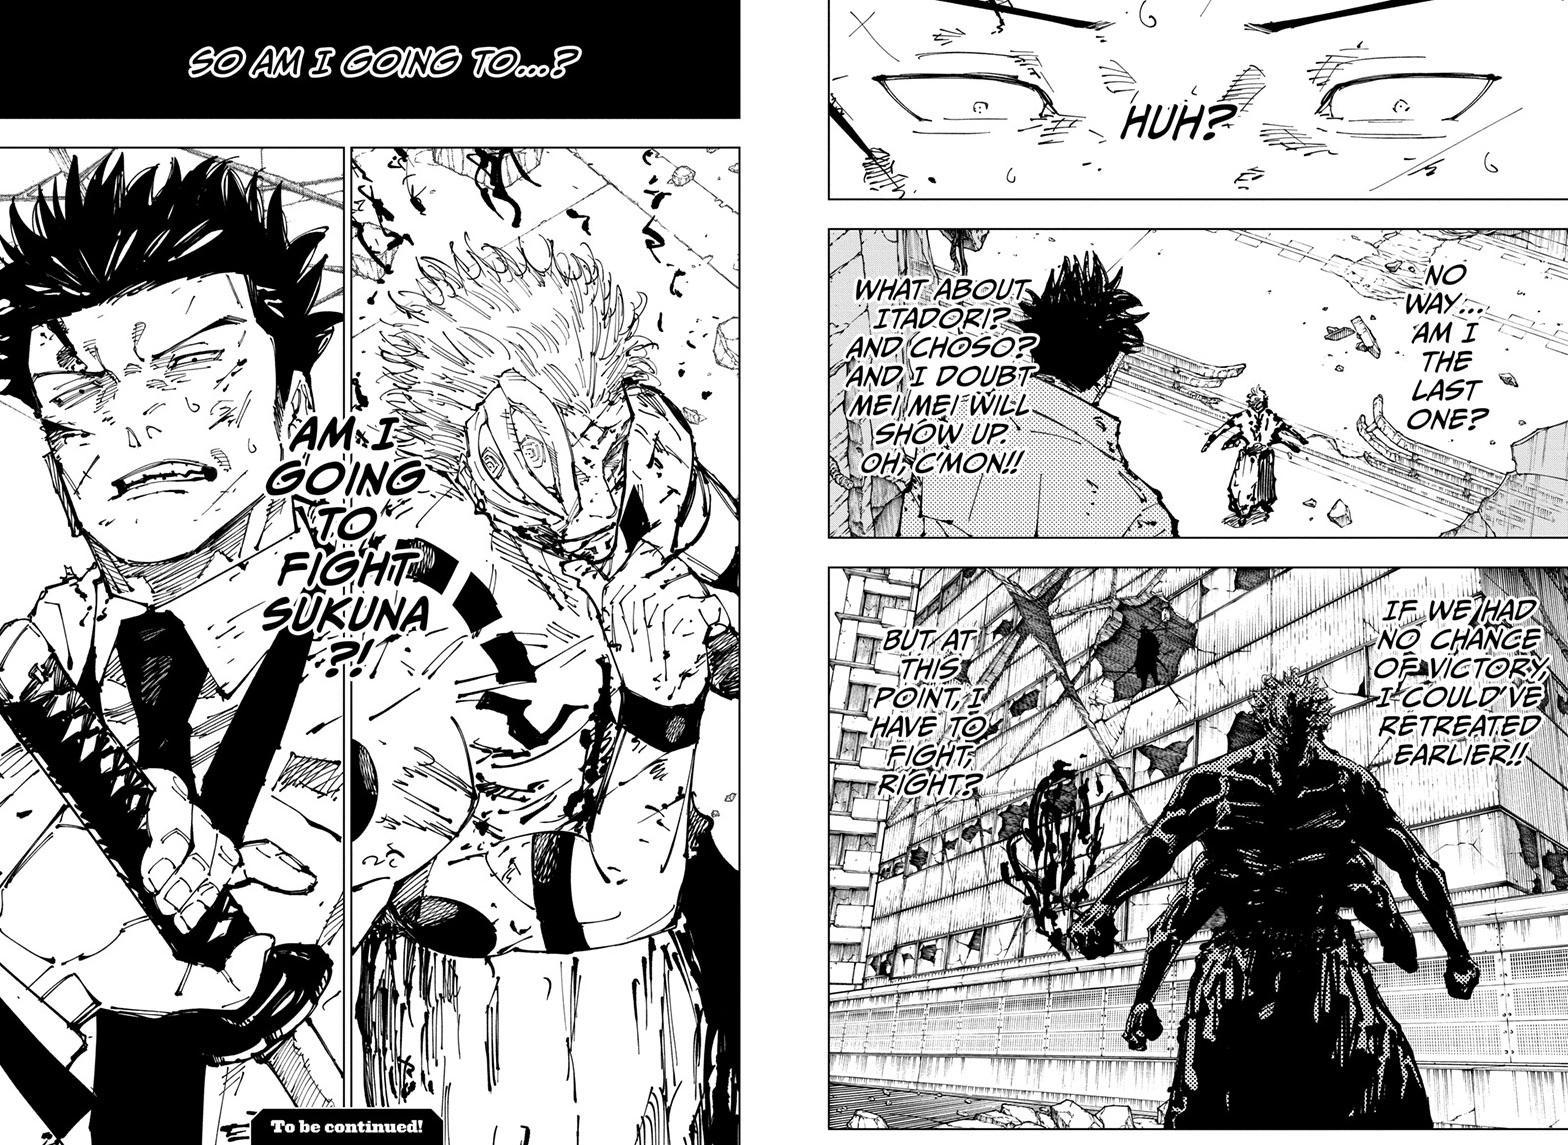 HUH?
NO
WAY...
AM I
THE
LAST
ONE?
WHAT ABOUT
ITADORI?
AND CHOSO?
AND I DOUBT
MEI MEI WILL
SHOW UP.
OH, C'MON!!
IF WE HAD
NO CHANCE
OF VICTORY,
I COULD'VE
RETREATED
EARLIER!!
BUT AT
THIS
POINT, I
HAVE TO
FIGHT,
RIGHT?
SO AM I GOING TO...?
AM I
GOING
TO
FIGHT
SUKUNA
?!
To be continued!